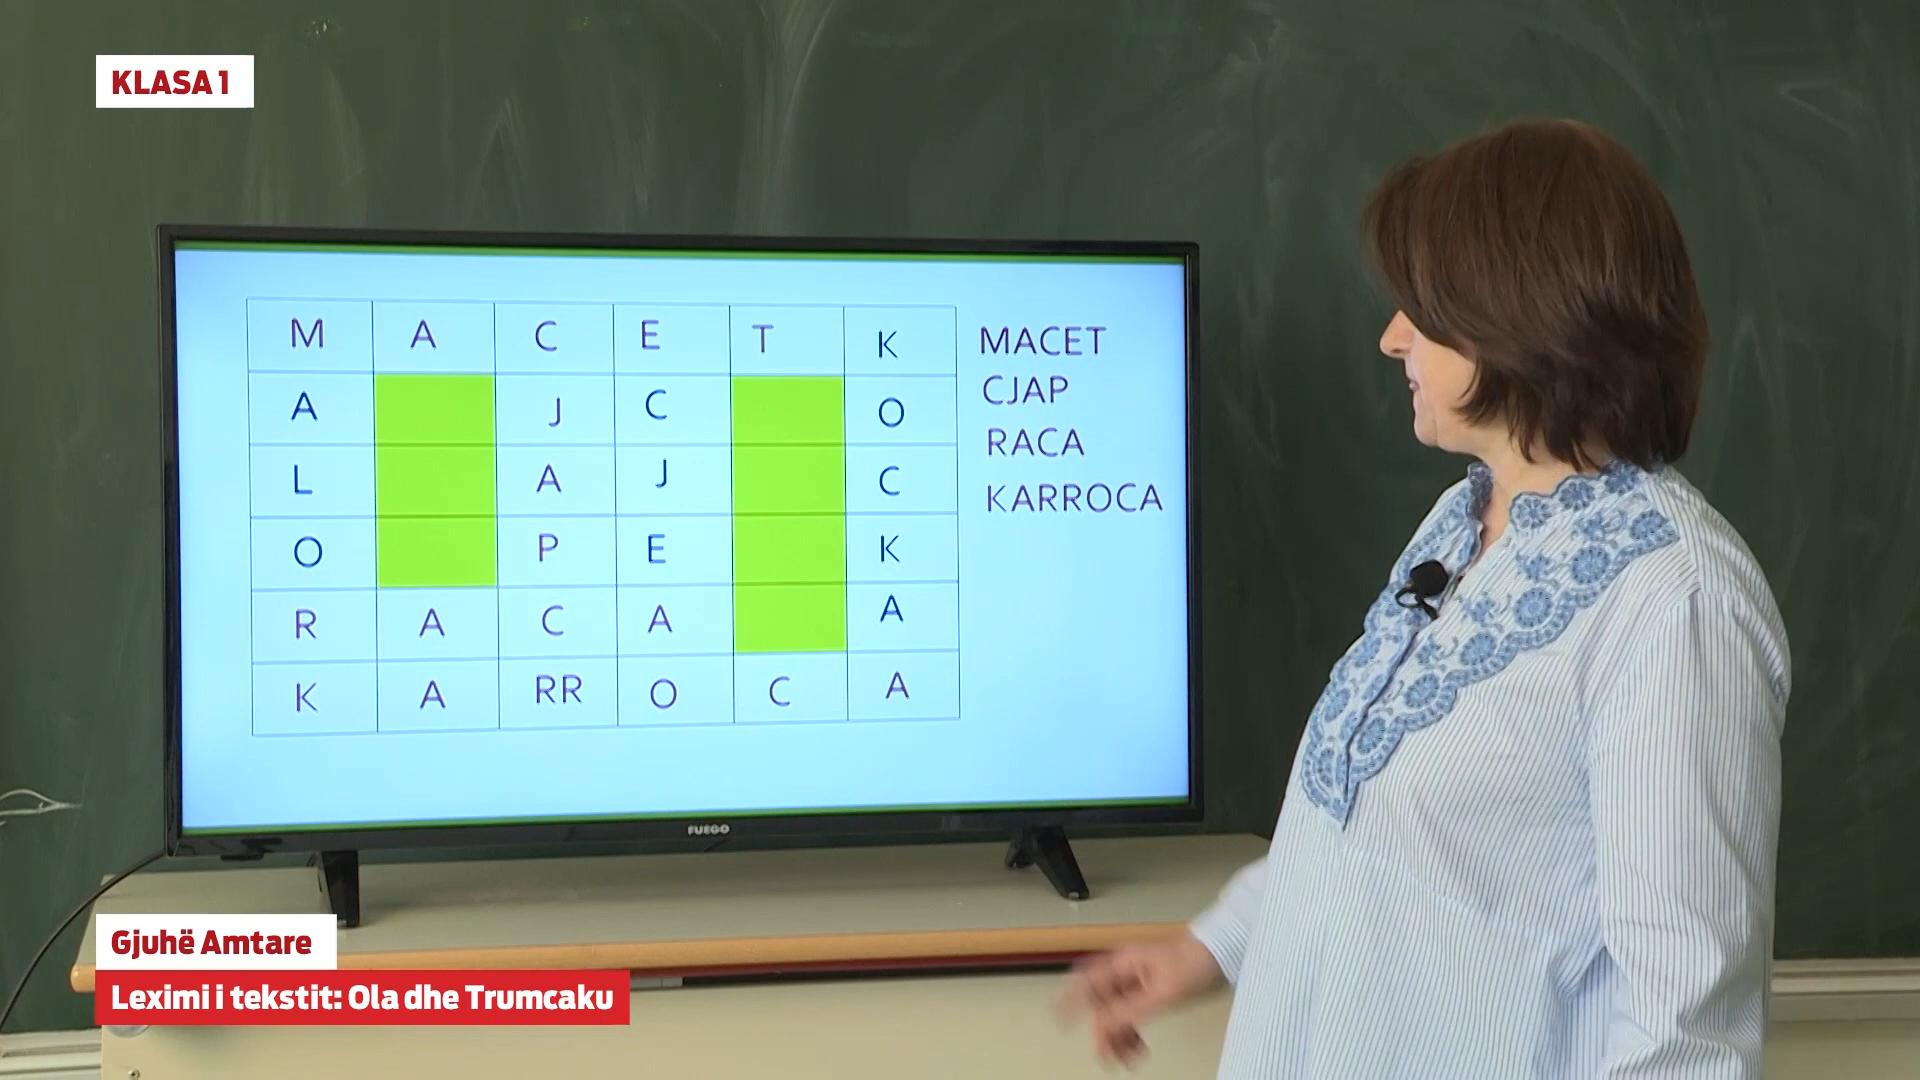 KLASA 1
M A C E T K
A J C O
L A J C
O P E K
R A C A A
K A RR O C A
MACET
CJAP
RACA
KARROCA
FUEGO
Gjuhë Amtare
Leximi i tekstit: Ola dhe Trumcaku